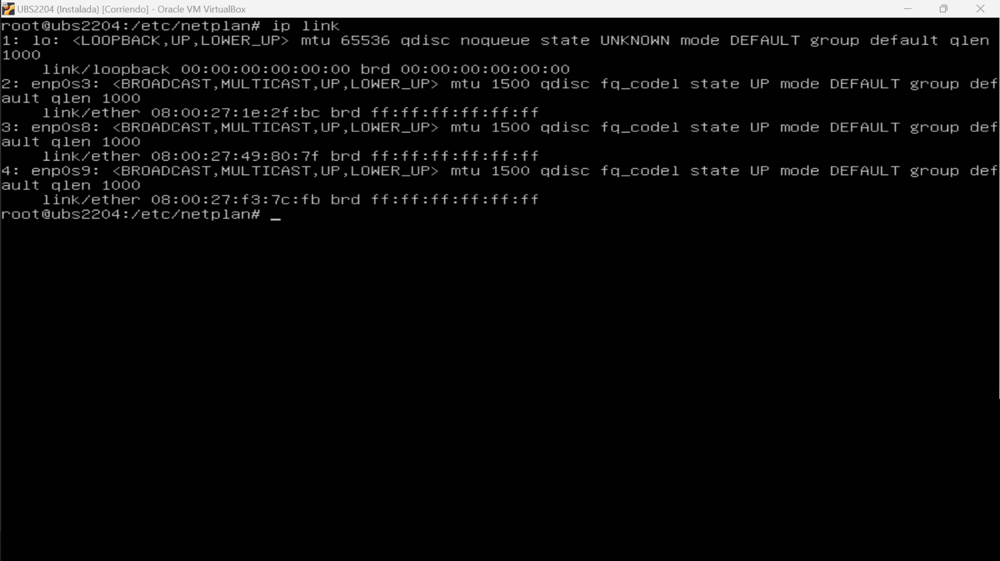 UBS2204 (Instalada) [Corriendo] - Oracle VM VirtualBox
root@ubs2204:/etc/netplan# ip link
1: lo: <LOOPBACK,UP,LOWER_UP> mtu 65536 qdisc noqueue state UNKNOWN mode DEFAULT group default qlen
1000
    link/loopback 00:00:00:00:00:00 brd 00:00:00:00:00:00
2: enp0s3: <BROADCAST,MULTICAST,UP,LOWER_UP> mtu 1500 qdisc fq_codel state UP mode DEFAULT group def
ault qlen 1000
    link/ether 08:00:27:1e:2f:bc brd ff:ff:ff:ff:ff:ff
3: enp0s8: <BROADCAST,MULTICAST,UP,LOWER_UP> mtu 1500 qdisc fq_codel state UP mode DEFAULT group def
ault qlen 1000
    link/ether 08:00:27:49:80:7f brd ff:ff:ff:ff:ff:ff
4: enp0s9: <BROADCAST,MULTICAST,UP,LOWER_UP> mtu 1500 qdisc fq_codel state UP mode DEFAULT group def
ault qlen 1000
    link/ether 08:00:27:f3:7c:fb brd ff:ff:ff:ff:ff:ff
root@ubs2204:/etc/netplan# _